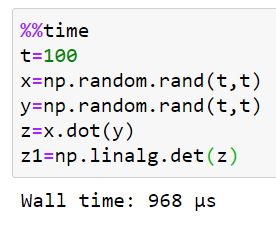 %%time
t=100
x=np.random.rand(t,t)
y=np.random.rand(t,t)
z=x.dot(y)
z1=np.linalg.det(z)
Wall time: 968 µs